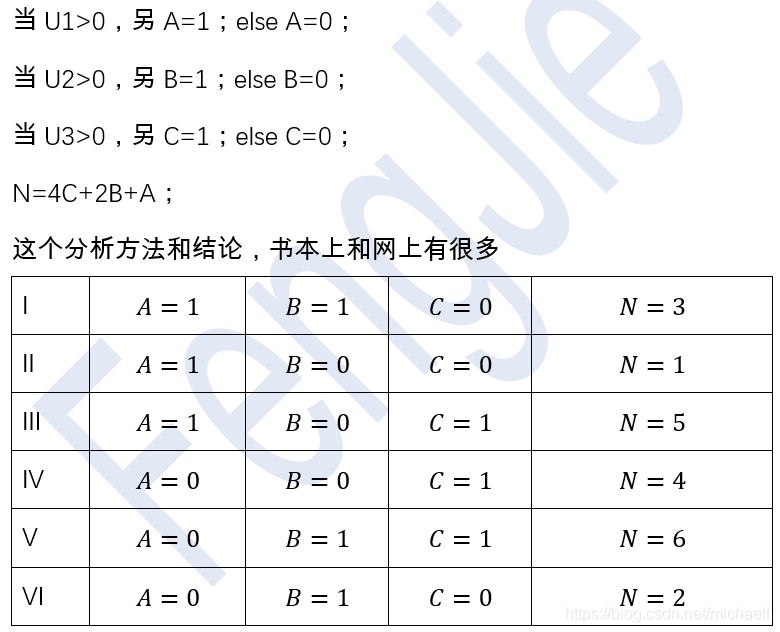 当 U1>0，另 A=1；else A=0；
当 U2>0，另 B=1；else B=0；
当 U3>0，另 C=1；else C=0；
N=4C+2B+A；
这个分析方法和结论，书本上和网上有很多
I A = 1 B = 1 C = 0 N = 3
II A = 1 B = 0 C = 0 N = 1
III A = 1 B = 0 C = 1 N = 5
IV A = 0 B = 0 C = 1 N = 4
V A = 0 B = 1 C = 1 N = 6
VI A = 0 B = 1 C = 0 N = 2
FengJie
https://blog.csdn.net/michaelf